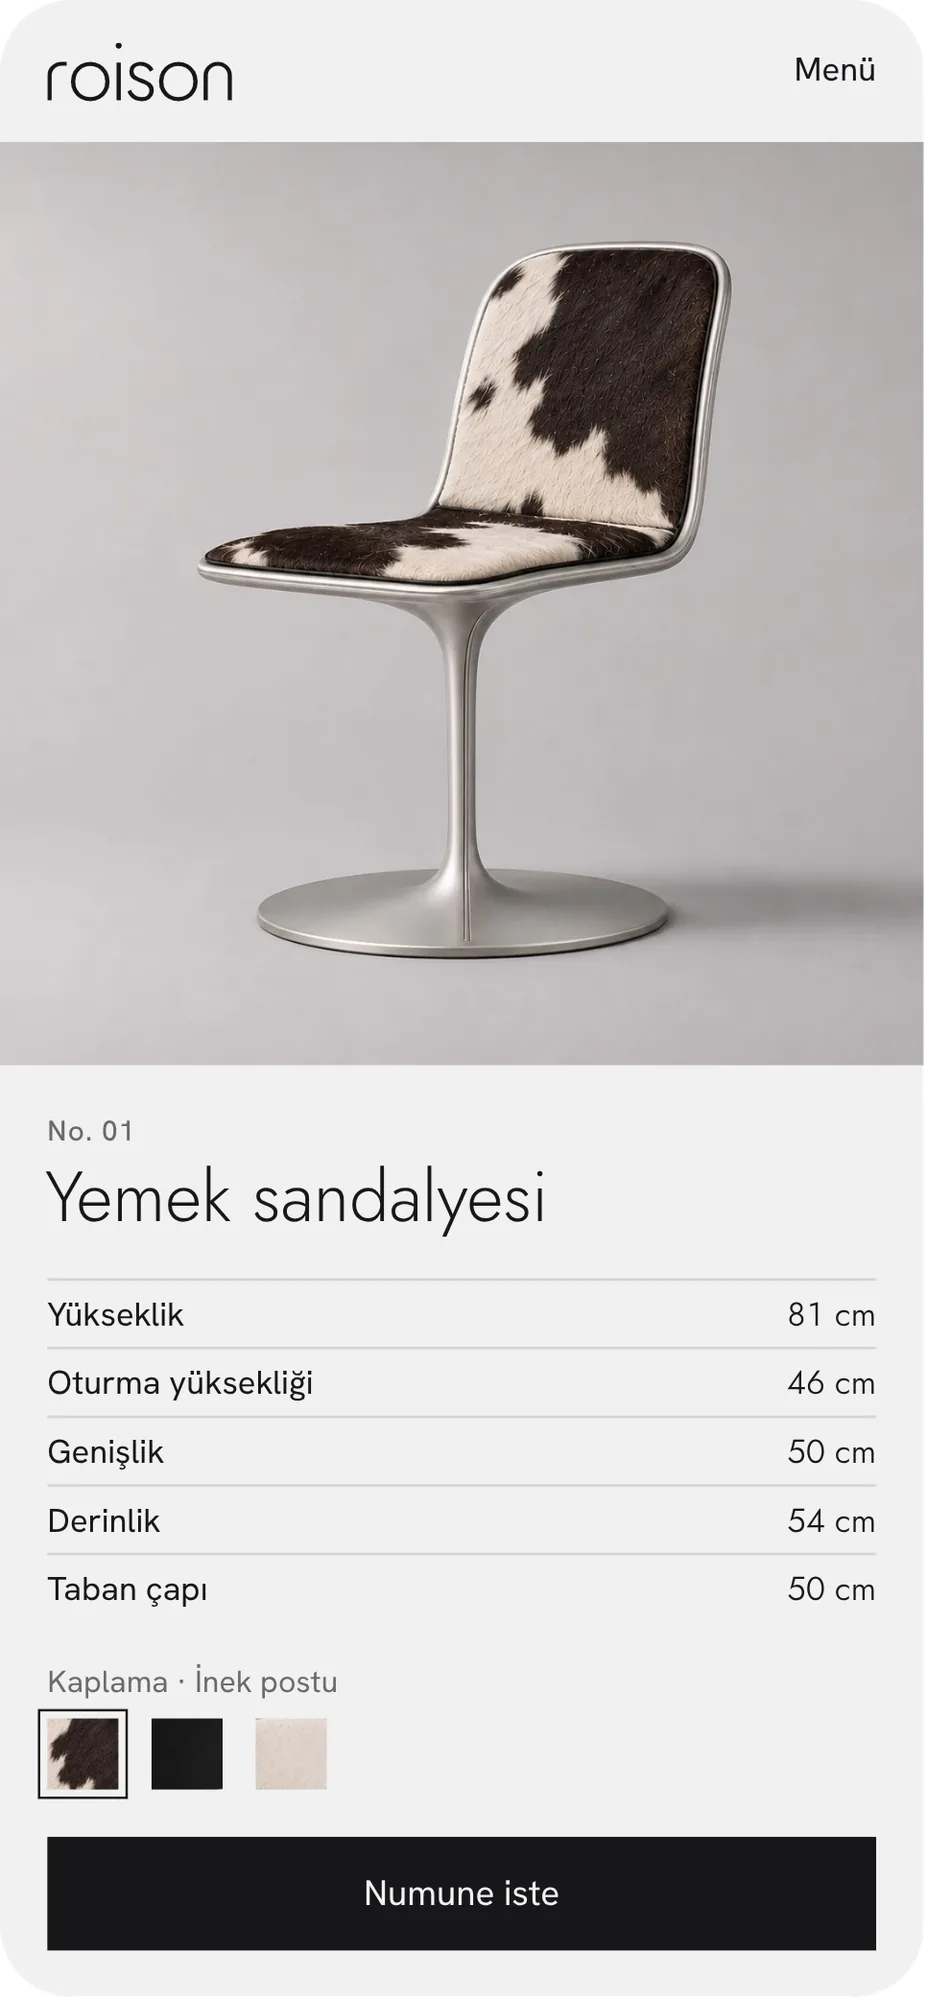 roison
Menü
No. 01
Yemek sandalyesi
Yükseklik 81 cm
Oturma yüksekliği 46 cm
Genişlik 50 cm
Derinlik 54 cm
Taban çapı 50 cm
Kaplama · İnek postu
Numune iste